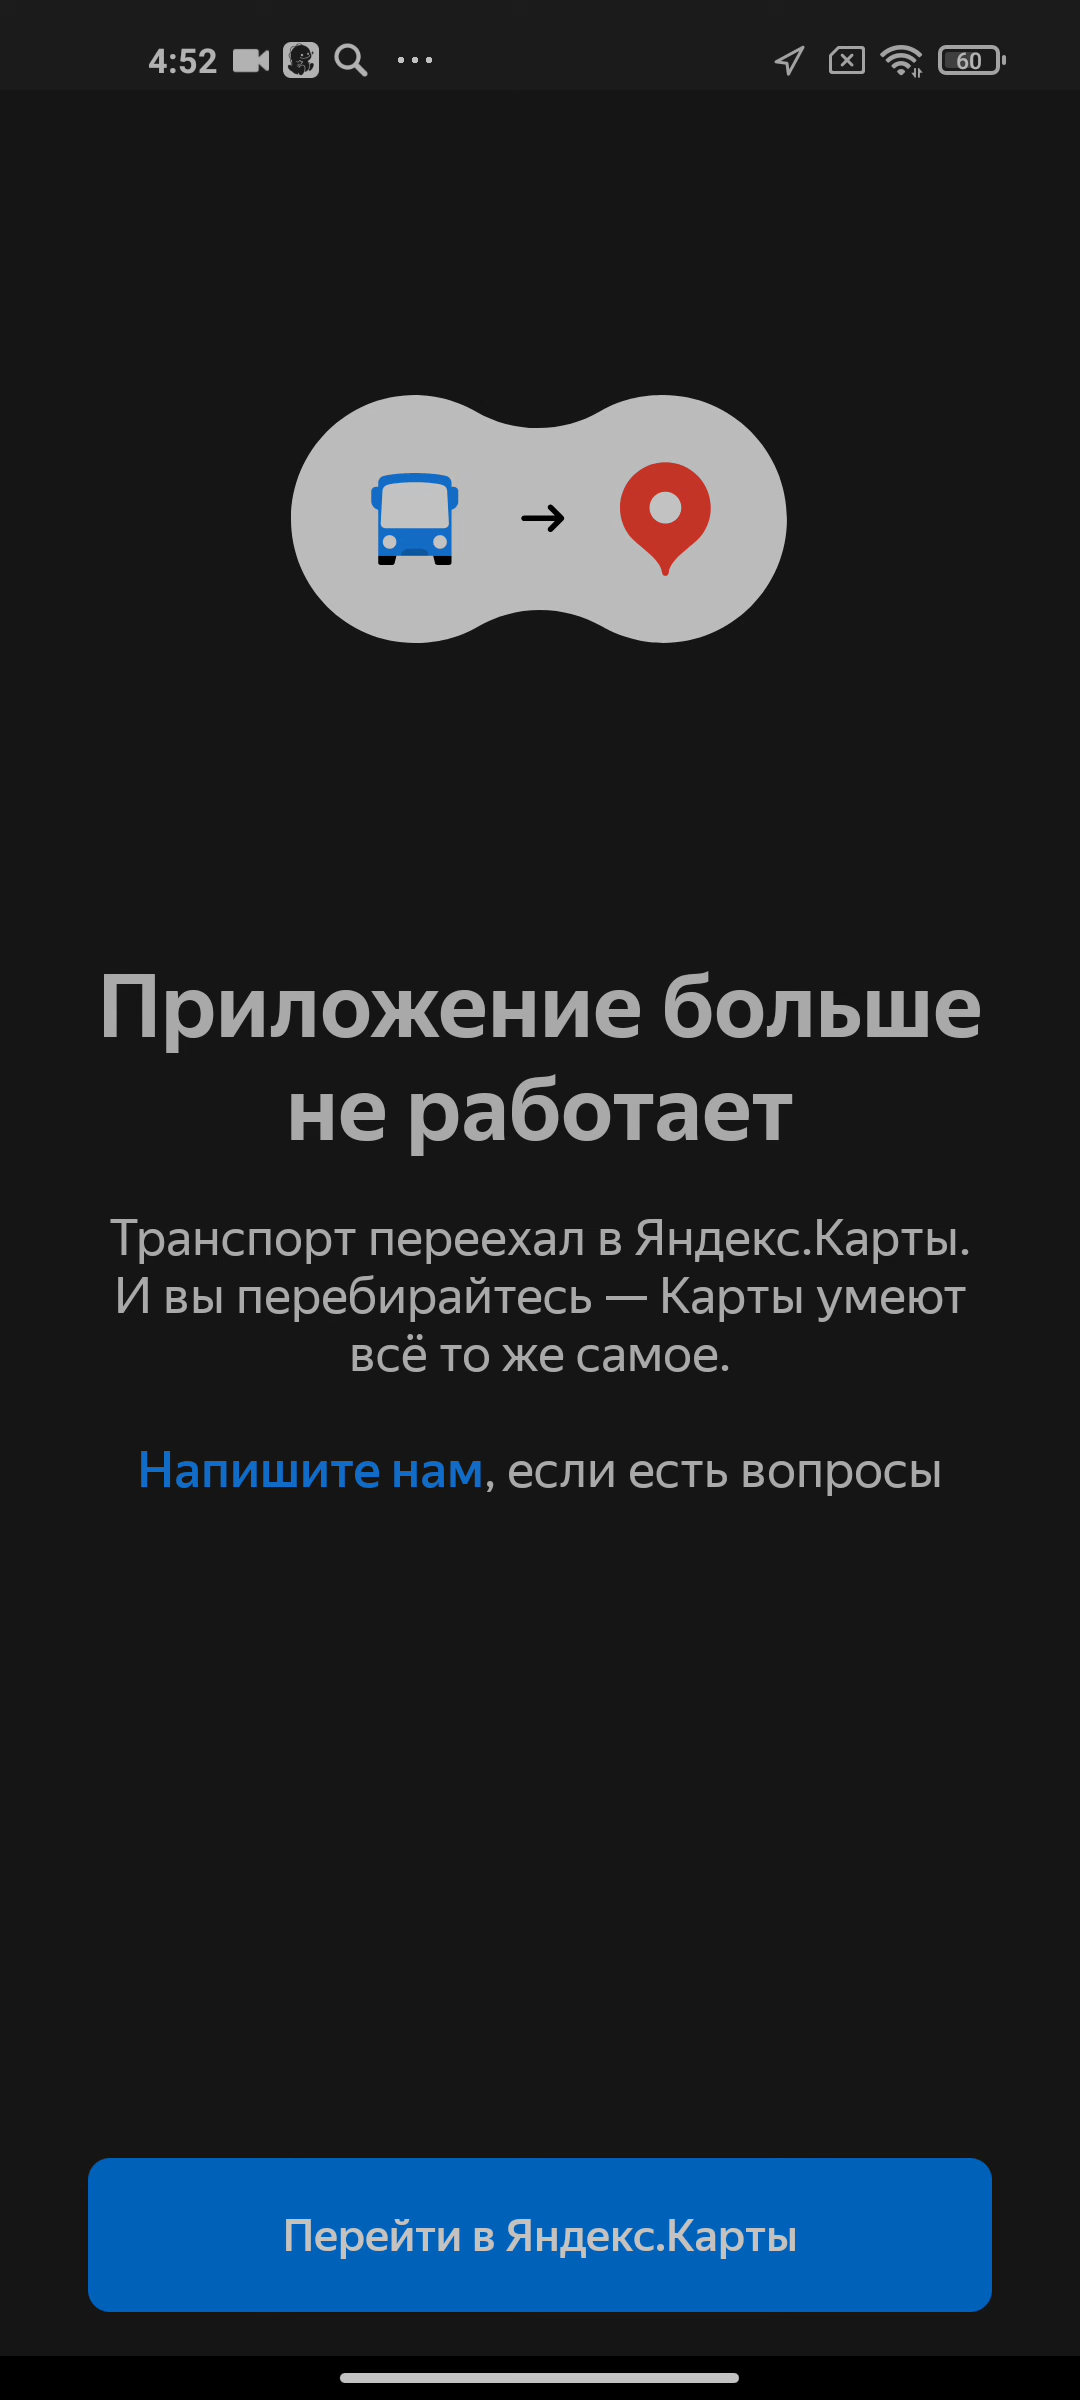 4:52
60
Приложение больше
не работает
Транспорт переехал в Яндекс.Карты.
И вы перебирайтесь — Карты умеют
всё то же самое.
Напишите нам, если есть вопросы
Перейти в Яндекс.Карты